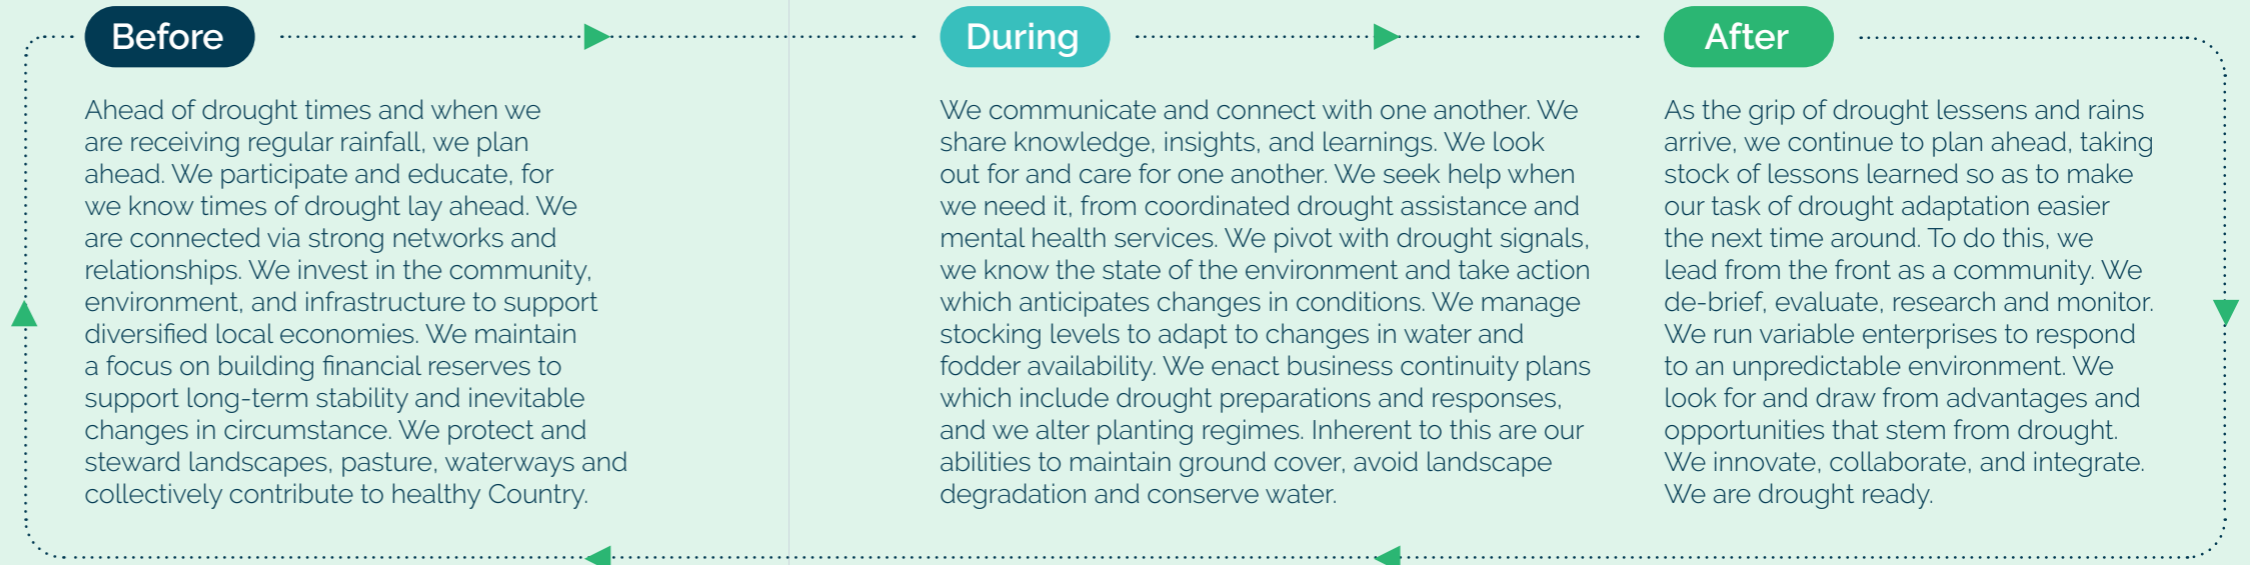 Before
Ahead of drought times and when we
are receiving regular rainfall, we plan
ahead. We participate and educate, for
we know times of drought lay ahead. We
are connected via strong networks and
relationships. We invest in the community,
environment, and infrastructure to support
diversified local economies. We maintain
a focus on building financial reserves to
support long-term stability and inevitable
changes in circumstance. We protect and
steward landscapes, pasture, waterways and
collectively contribute to healthy Country.
During
We communicate and connect with one another. We
share knowledge, insights, and learnings. We look
out for and care for one another. We seek help when
we need it, from coordinated drought assistance and
mental health services. We pivot with drought signals,
we know the state of the environment and take action
which anticipates changes in conditions. We manage
stocking levels to adapt to changes in water and
fodder availability. We enact business continuity plans
which include drought preparations and responses,
and we alter planting regimes. Inherent to this are our
abilities to maintain ground cover, avoid landscape
degradation and conserve water.
After
As the grip of drought lessens and rains
arrive, we continue to plan ahead, taking
stock of lessons learned so as to make
our task of drought adaptation easier
the next time around. To do this, we
lead from the front as a community. We
de-brief, evaluate, research and monitor.
We run variable enterprises to respond
to an unpredictable environment. We
look for and draw from advantages and
opportunities that stem from drought.
We innovate, collaborate, and integrate.
We are drought ready.